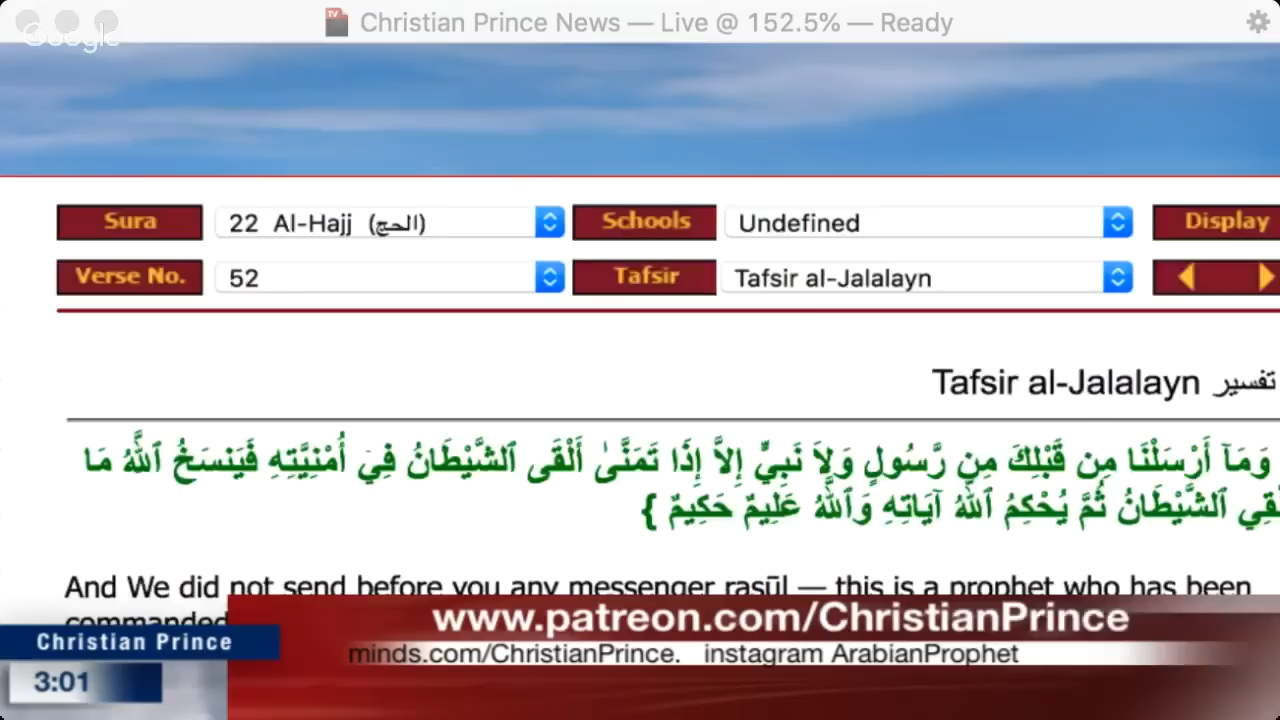 Google
Christian Prince News — Live @ 152.5% — Ready
Sura 22 Al-Hajj (الحج) Schools Undefined Display
Verse No. 52 Tafsir Tafsir al-Jalalayn
Tafsir al-Jalalayn تفسير
وَمَآ أَرْسَلْنَا مِن قَبْلِكَ مِن رَّسُولٍ وَلاَ نَبِيٍّ إِلاَّ إِذَا تَمَنَّىٰ أَلْقَى ٱلشَّيْطَانُ فِيۤ أُمْنِيَّتِهِ فَيَنسَخُ ٱللَّهُ مَا
لْقِي ٱلشَّيْطَانُ ثُمَّ يُحْكِمُ ٱللَّهُ آيَاتِهِ وَٱللَّهُ عَلِيمٌ حَكِيمٌ }
And We did not send before you any messenger rasūl — this is a prophet who has been
commanded
www.patreon.com/ChristianPrince
Christian Prince
minds.com/ChristianPrince. instagram ArabianProphet
3:01